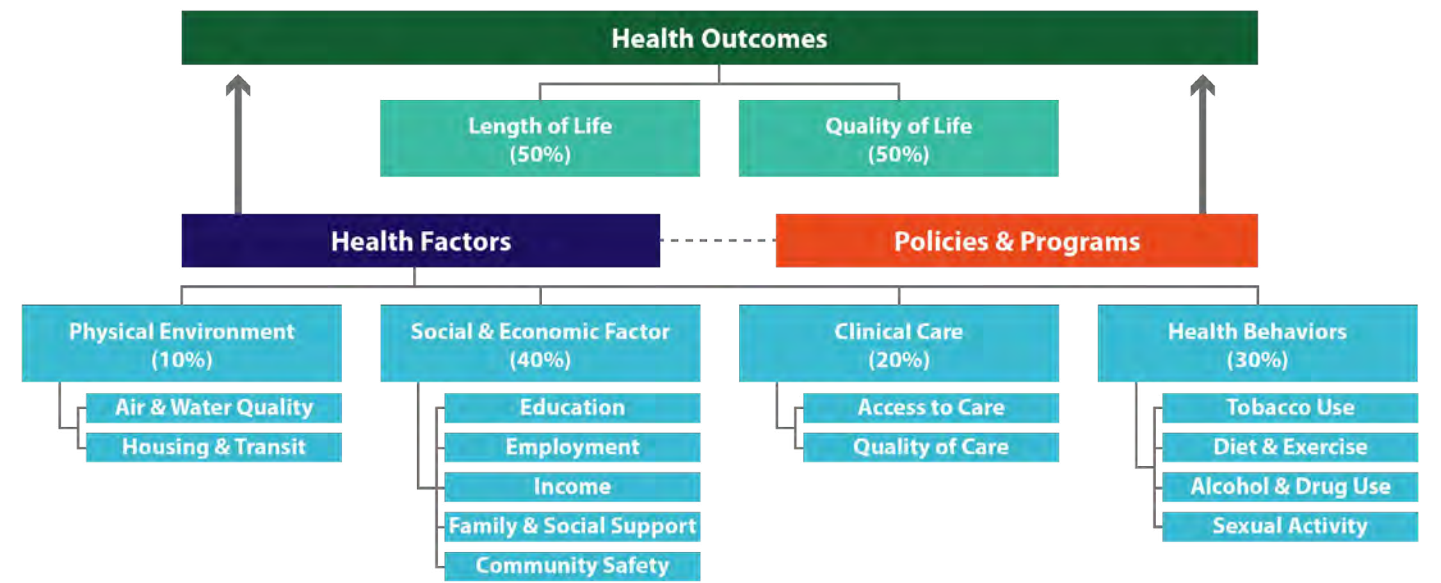 Health Outcomes
Length of Life
(50%)
Quality of Life
(50%)
Health Factors
Policies & Programs
Physical Environment
(10%)
Air & Water Quality
Housing & Transit
Social & Economic Factor
(40%)
Education
Employment
Income
Family & Social Support
Community Safety
Clinical Care
(20%)
Access to Care
Quality of Care
Health Behaviors
(30%)
Tobacco Use
Diet & Exercise
Alcohol & Drug Use
Sexual Activity